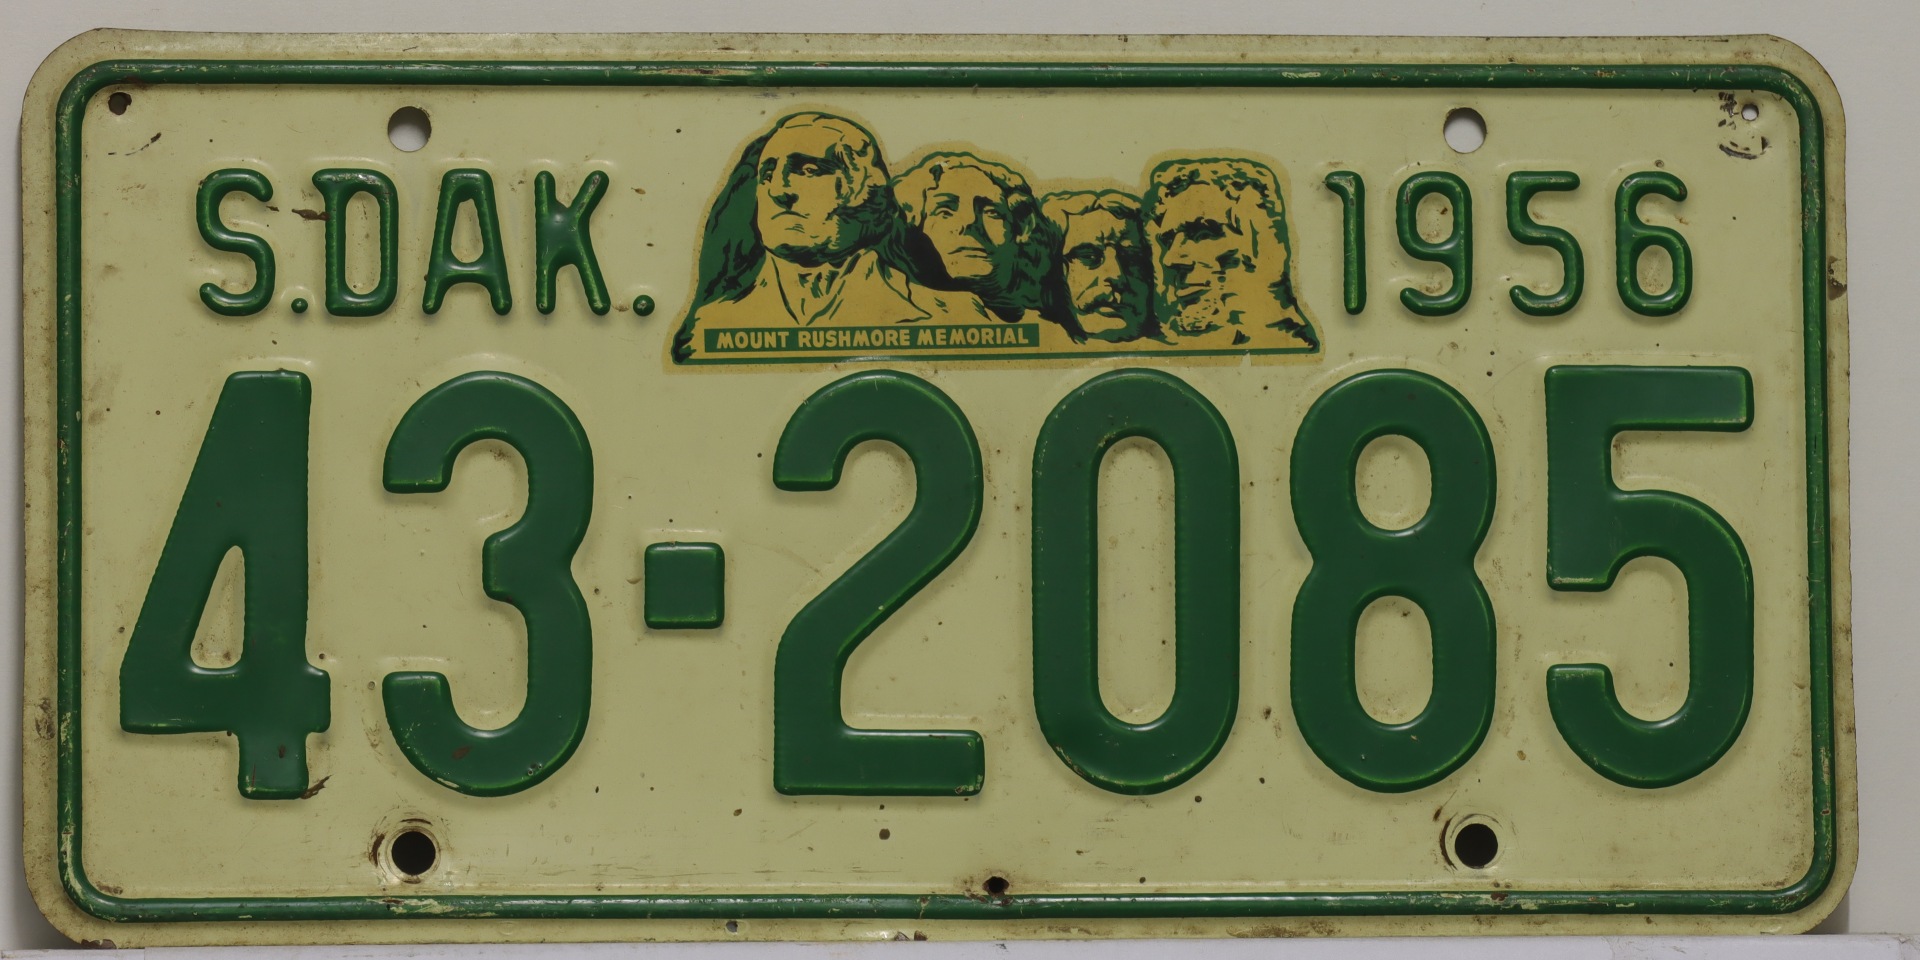 S.DAK. 1956
MOUNT RUSHMORE MEMORIAL
43-2085